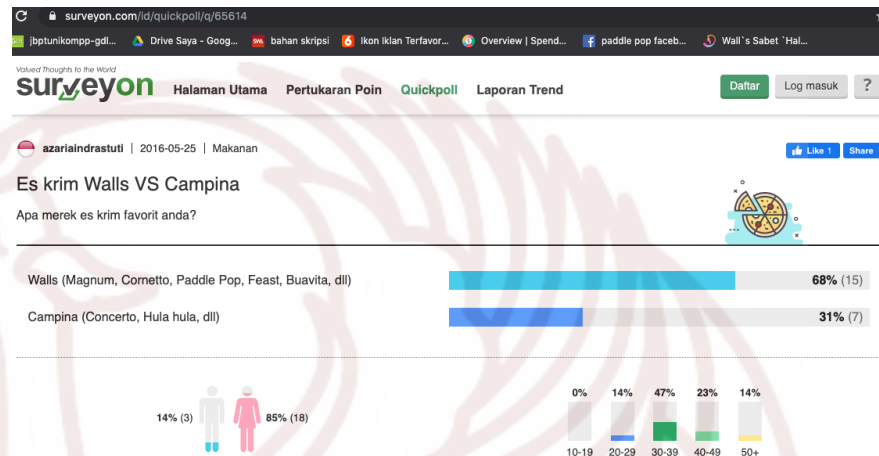 surveyon.com/id/quickpoll/q/65614
jbptunikompp-gdl... Drive Saya - Goog... bahan skripsi Ikon Iklan Terfavor... Overview | Spend... paddle pop faceb... Wall`s Sabet `Hal...
Valued Thoughts to the World
surveyon Halaman Utama Pertukaran Poin Quickpoll Laporan Trend Daftar Log masuk ?
azariaindrastuti | 2016-05-25 | Makanan Like 1 Share
Es krim Walls VS Campina
Apa merek es krim favorit anda?
Walls (Magnum, Cornetto, Paddle Pop, Feast, Buavita, dll) 68% (15)
Campina (Concerto, Hula hula, dll) 31% (7)
0% 14% 47% 23% 14%
14% (3) 85% (18)
10-19 20-29 30-39 40-49 50+